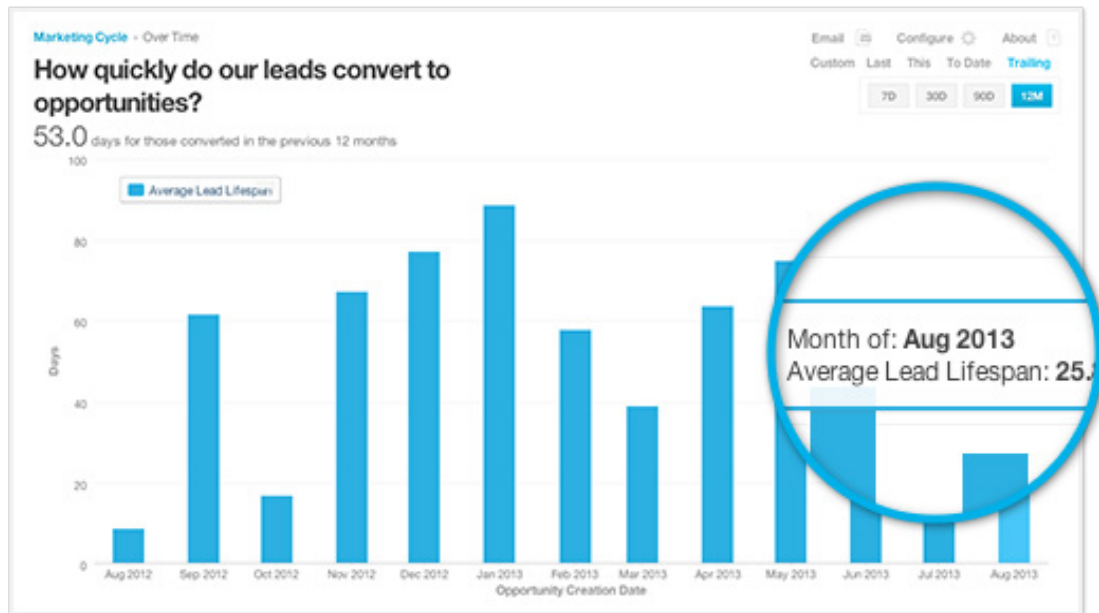 Marketing Cycle - Over Time
Email Configure About
How quickly do our leads convert to
opportunities?
Custom Last This To Date Trailing
7D 30D 90D 12M
53.0 days for those converted in the previous 12 months
100
Average Lead Lifespan
80
60
40
20
0
Days
Month of: Aug 2013
Average Lead Lifespan: 25.
Aug 2012 Sep 2012 Oct 2012 Nov 2012 Dec 2012 Jan 2013 Feb 2013 Mar 2013 Apr 2013 May 2013 Jun 2013 Jul 2013 Aug 2013
Opportunity Creation Date